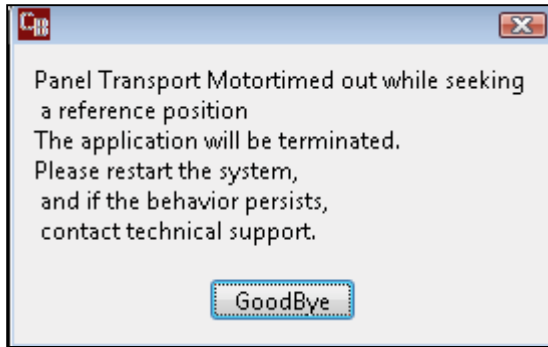 Panel Transport Motortimed out while seeking
a reference position
The application will be terminated.
Please restart the system,
and if the behavior persists,
contact technical support.
GoodBye